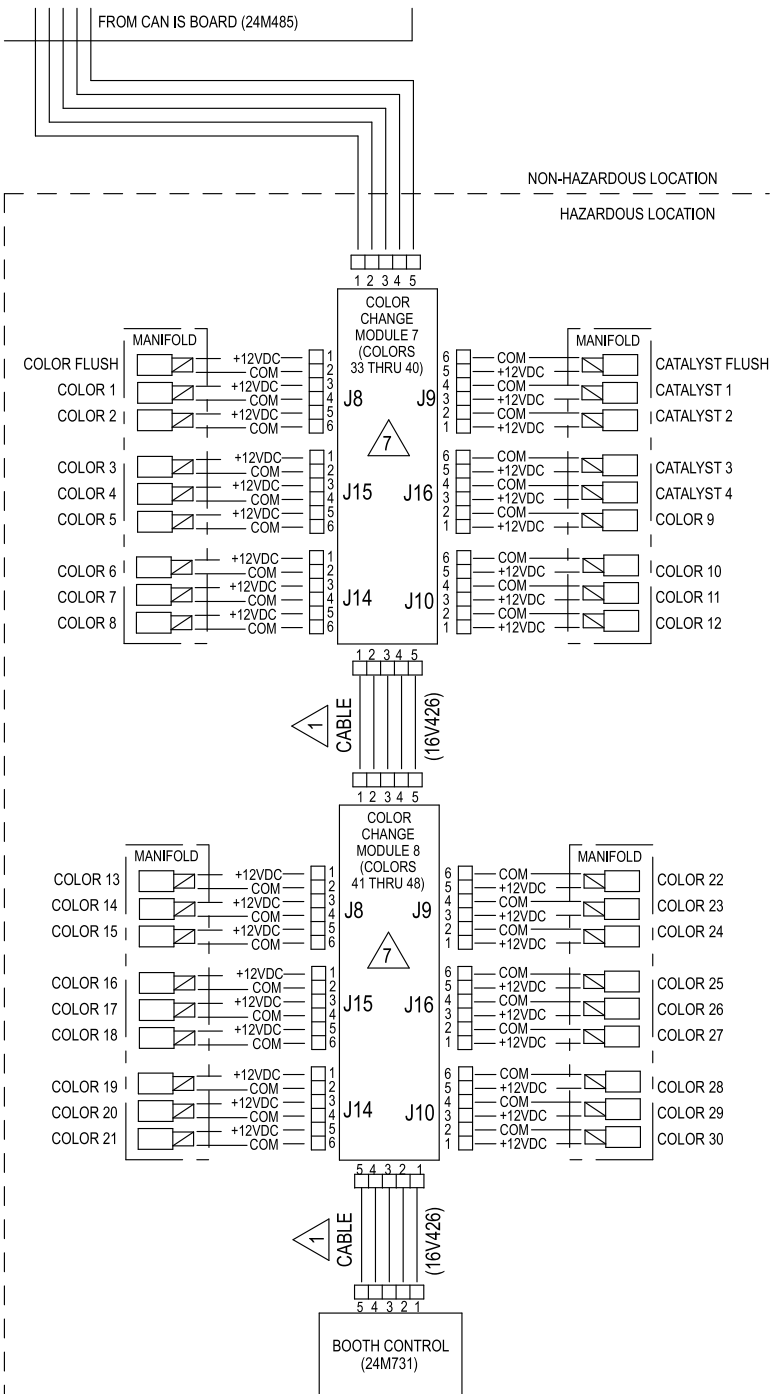 FROM CAN IS BOARD (24M485)
NON-HAZARDOUS LOCATION
HAZARDOUS LOCATION
1 2 3 4 5
COLOR
CHANGE
MODULE 7
(COLORS
33 THRU 40)
MANIFOLD
MANIFOLD
COLOR FLUSH +12VDC 1 6 COM CATALYST FLUSH
COM 2 5 +12VDC
COLOR 1 +12VDC 3 4 COM CATALYST 1
COM 4 J8 J9 3 +12VDC
COLOR 2 +12VDC 5 2 COM CATALYST 2
COM 6 1 +12VDC
7
COLOR 3 +12VDC 1 6 COM CATALYST 3
COM 2 5 +12VDC
COLOR 4 +12VDC 3 J15 J16 4 COM CATALYST 4
COM 4 3 +12VDC
COLOR 5 +12VDC 5 2 COM COLOR 9
COM 6 1 +12VDC
COLOR 6 +12VDC 1 6 COM COLOR 10
COM 2 5 +12VDC
COLOR 7 +12VDC 3 4 COM COLOR 11
COM 4 J14 J10 3 +12VDC
COLOR 8 +12VDC 5 2 COM COLOR 12
COM 6 1 +12VDC
1 2 3 4 5
1
CABLE
(16V426)
1 2 3 4 5
COLOR
CHANGE
MODULE 8
(COLORS
41 THRU 48)
MANIFOLD
MANIFOLD
COLOR 13 +12VDC 1 6 COM COLOR 22
COM 2 5 +12VDC
COLOR 14 +12VDC 3 4 COM COLOR 23
COM 4 J8 J9 3 +12VDC
COLOR 15 +12VDC 5 2 COM COLOR 24
COM 6 1 +12VDC
7
COLOR 16 +12VDC 1 6 COM COLOR 25
COM 2 5 +12VDC
COLOR 17 +12VDC 3 J15 J16 4 COM COLOR 26
COM 4 3 +12VDC
COLOR 18 +12VDC 5 2 COM COLOR 27
COM 6 1 +12VDC
COLOR 19 +12VDC 1 6 COM COLOR 28
COM 2 5 +12VDC
COLOR 20 +12VDC 3 4 COM COLOR 29
COM 4 J14 J10 3 +12VDC
COLOR 21 +12VDC 5 2 COM COLOR 30
COM 6 1 +12VDC
5 4 3 2 1
1
CABLE
(16V426)
5 4 3 2 1
BOOTH CONTROL
(24M731)